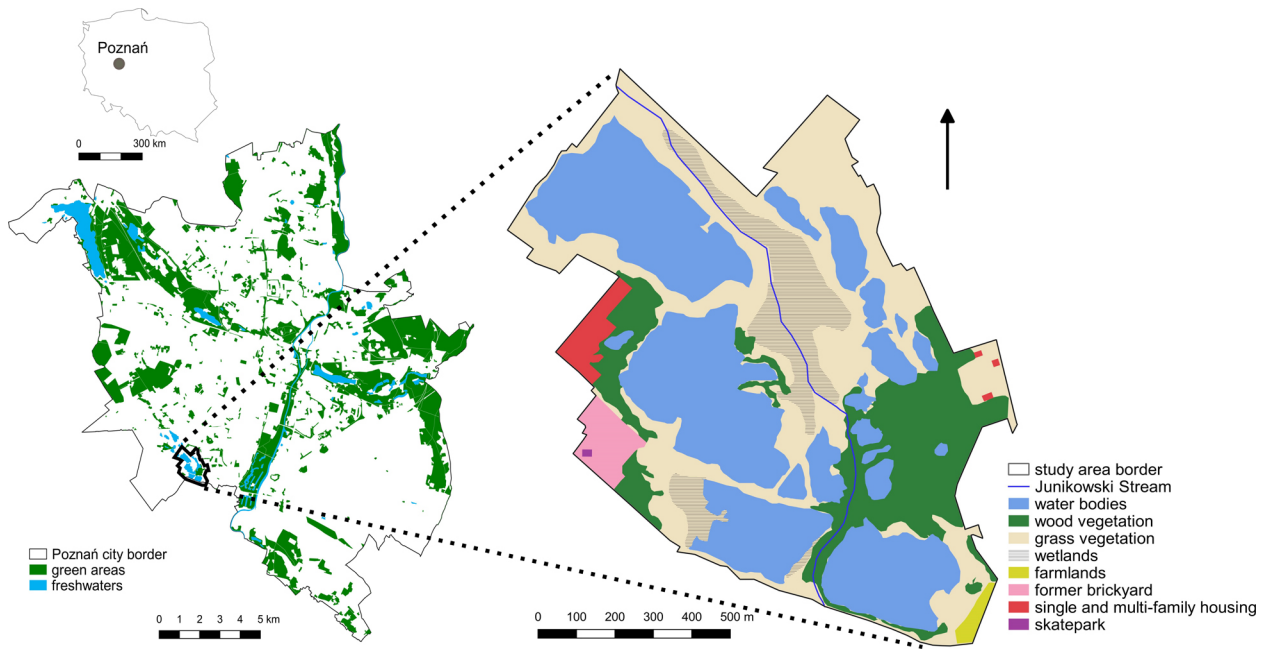 Poznań
0 300 km
Poznań city border
green areas
freshwaters
0 1 2 3 4 5 km
0 100 200 300 400 500 m
study area border
Junikowski Stream
water bodies
wood vegetation
grass vegetation
wetlands
farmlands
former brickyard
single and multi-family housing
skatepark